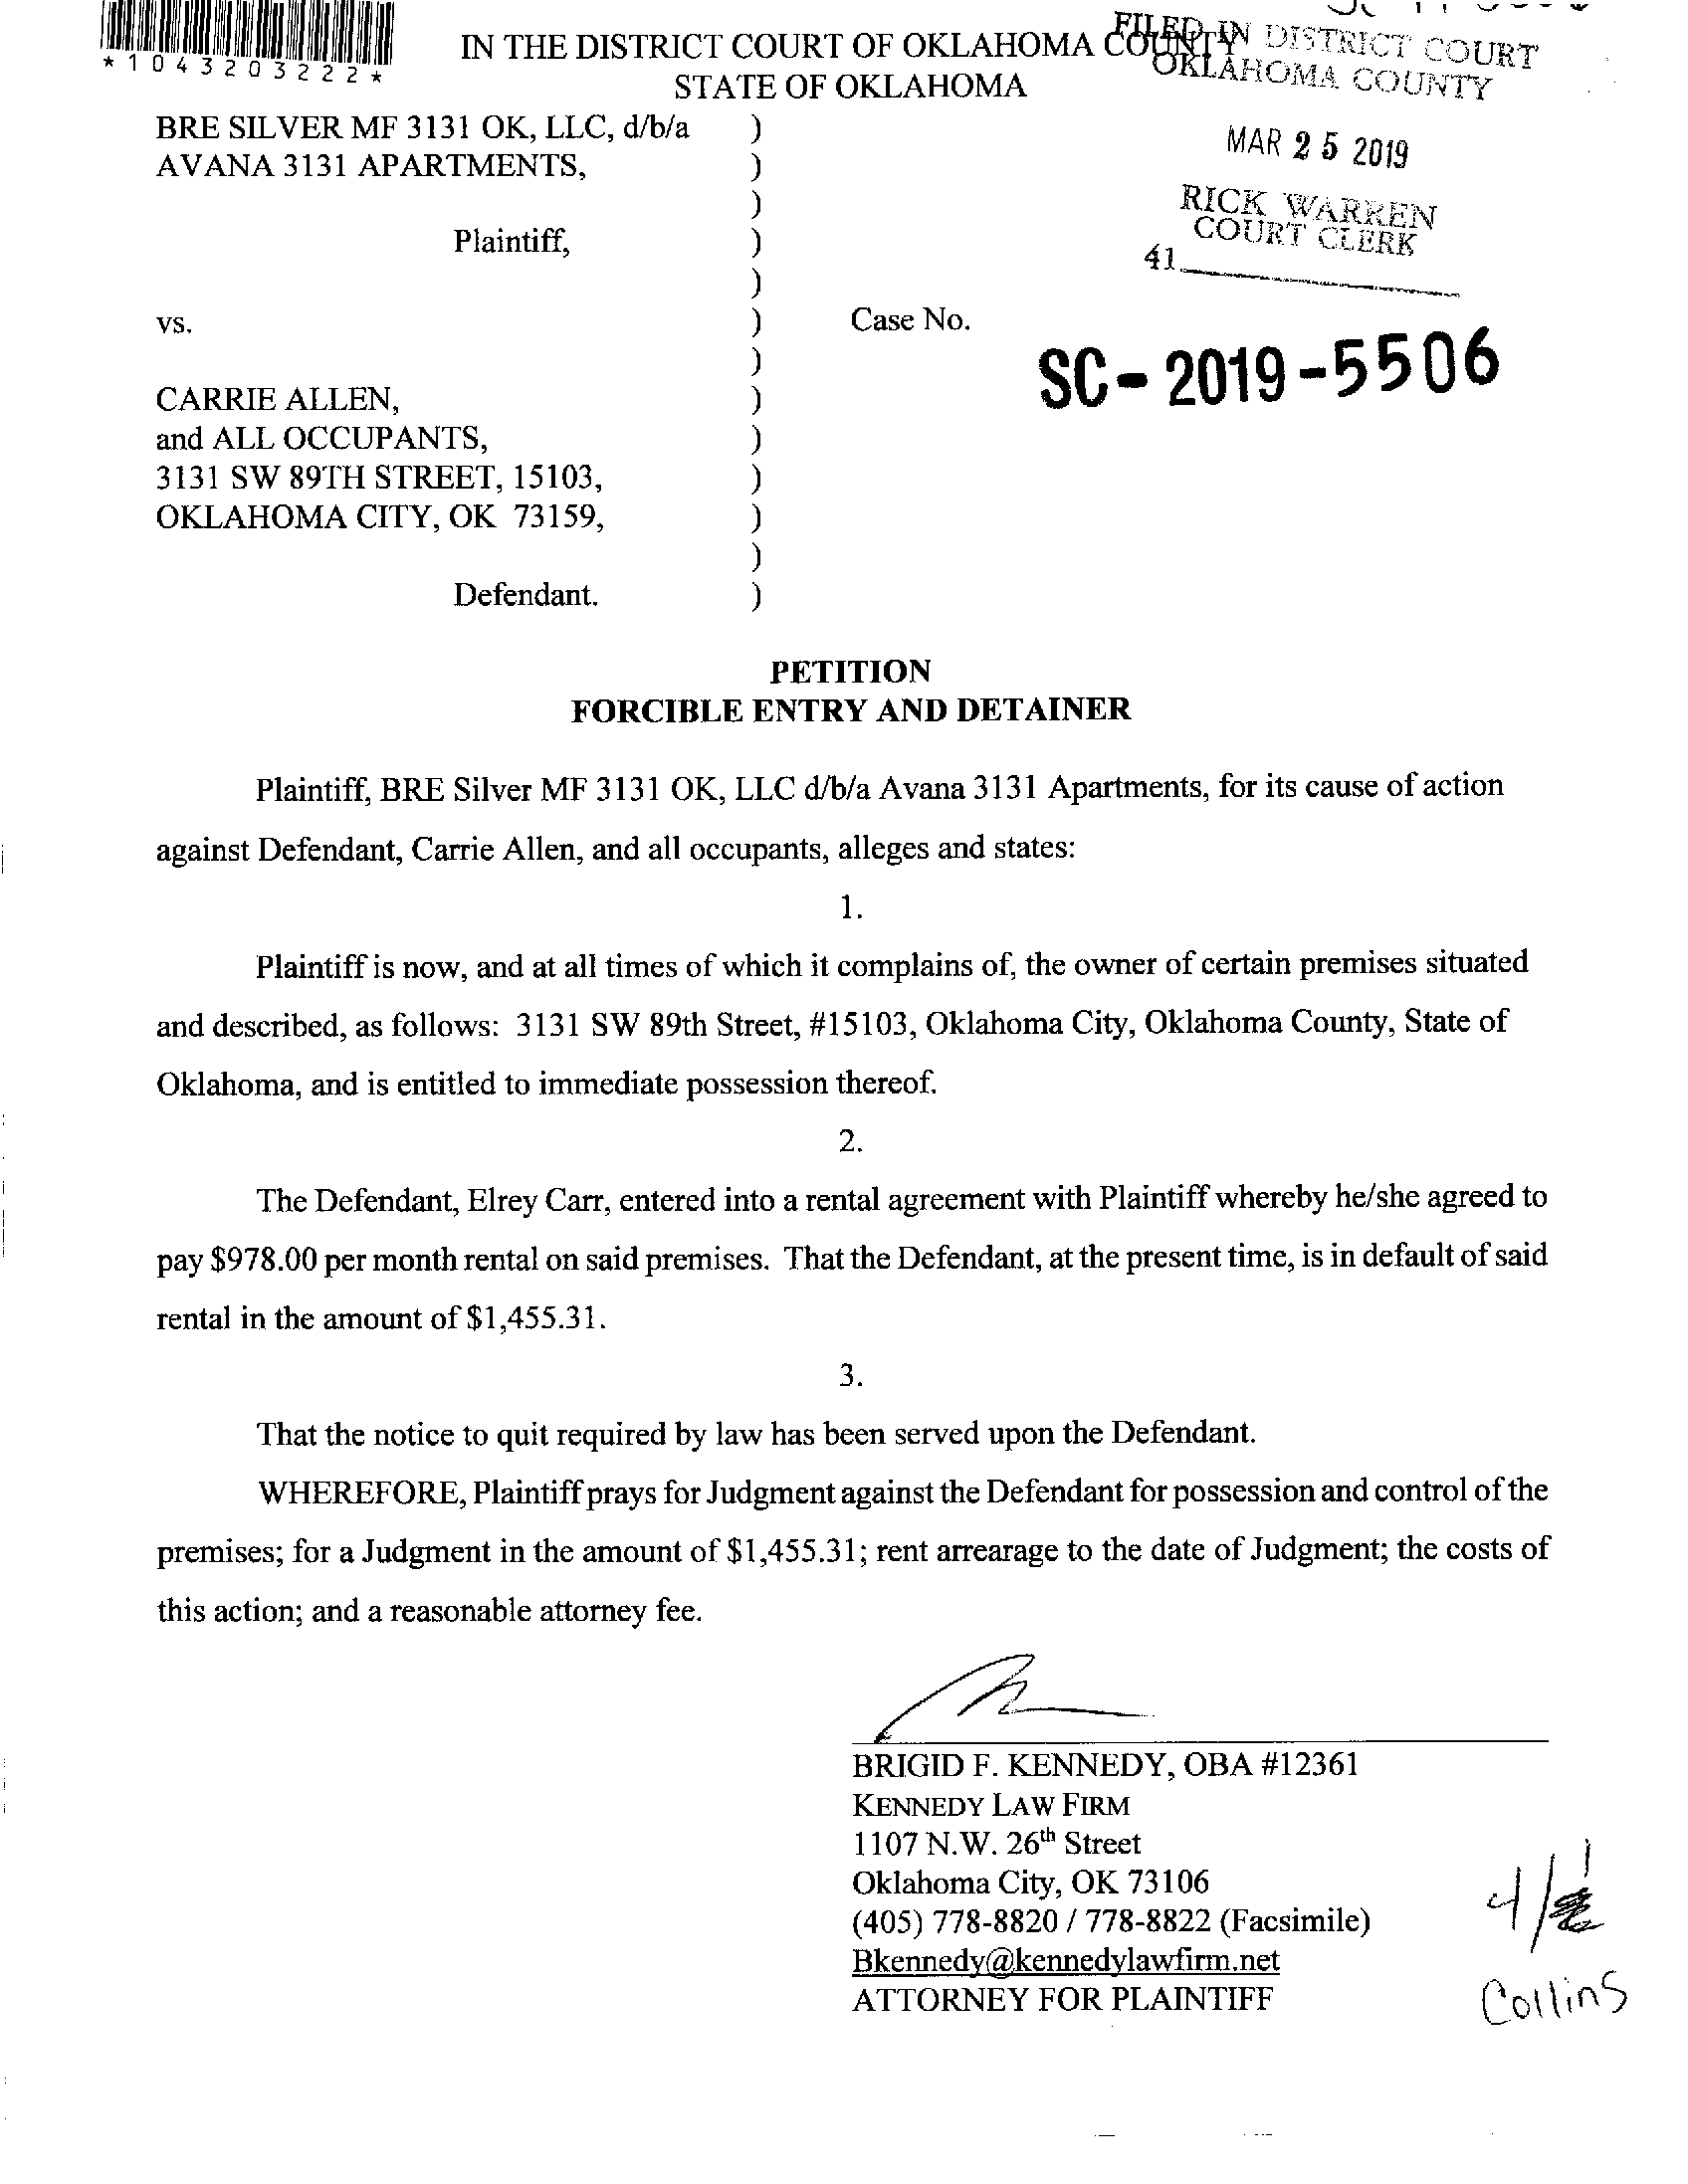 *1043203222*
IN THE DISTRICT COURT OF OKLAHOMA COUNTY
STATE OF OKLAHOMA
FILED IN DISTRICT COURT
OKLAHOMA COUNTY
MAR 25 2019
RICK WARREN
COURT CLERK
41
BRE SILVER MF 3131 OK, LLC, d/b/a )
AVANA 3131 APARTMENTS, )
)
Plaintiff, )
)
vs. ) Case No.
SC-2019-5506
)
CARRIE ALLEN, )
and ALL OCCUPANTS, )
3131 SW 89TH STREET, 15103, )
OKLAHOMA CITY, OK 73159, )
)
Defendant. )
PETITION
FORCIBLE ENTRY AND DETAINER
Plaintiff, BRE Silver MF 3131 OK, LLC d/b/a Avana 3131 Apartments, for its cause of action
against Defendant, Carrie Allen, and all occupants, alleges and states:
1.
Plaintiff is now, and at all times of which it complains of, the owner of certain premises situated
and described, as follows: 3131 SW 89th Street, #15103, Oklahoma City, Oklahoma County, State of
Oklahoma, and is entitled to immediate possession thereof.
2.
The Defendant, Elrey Carr, entered into a rental agreement with Plaintiff whereby he/she agreed to
pay $978.00 per month rental on said premises. That the Defendant, at the present time, is in default of said
rental in the amount of $1,455.31.
3.
That the notice to quit required by law has been served upon the Defendant.
WHEREFORE, Plaintiff prays for Judgment against the Defendant for possession and control of the
premises; for a Judgment in the amount of $1,455.31; rent arrearage to the date of Judgment; the costs of
this action; and a reasonable attorney fee.
BRIGID F. KENNEDY, OBA #12361
KENNEDY LAW FIRM
1107 N.W. 26th Street
Oklahoma City, OK 73106
(405) 778-8820 / 778-8822 (Facsimile)
Bkennedy@kennedylawfirm.net
ATTORNEY FOR PLAINTIFF
4/1
Collins